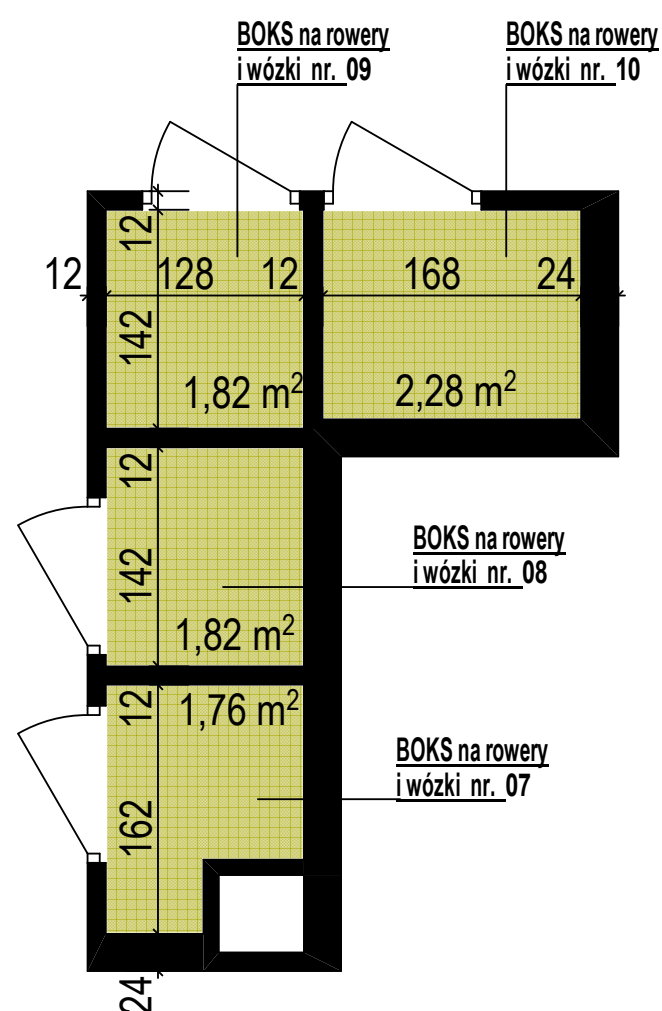 BOKS na rowery
i wózki nr. 09
BOKS na rowery
i wózki nr. 10
12
12 128 12 168 24
142
1,82 m²
2,28 m²
12
BOKS na rowery
i wózki nr. 08
142
1,82 m²
12
1,76 m²
BOKS na rowery
i wózki nr. 07
162
24